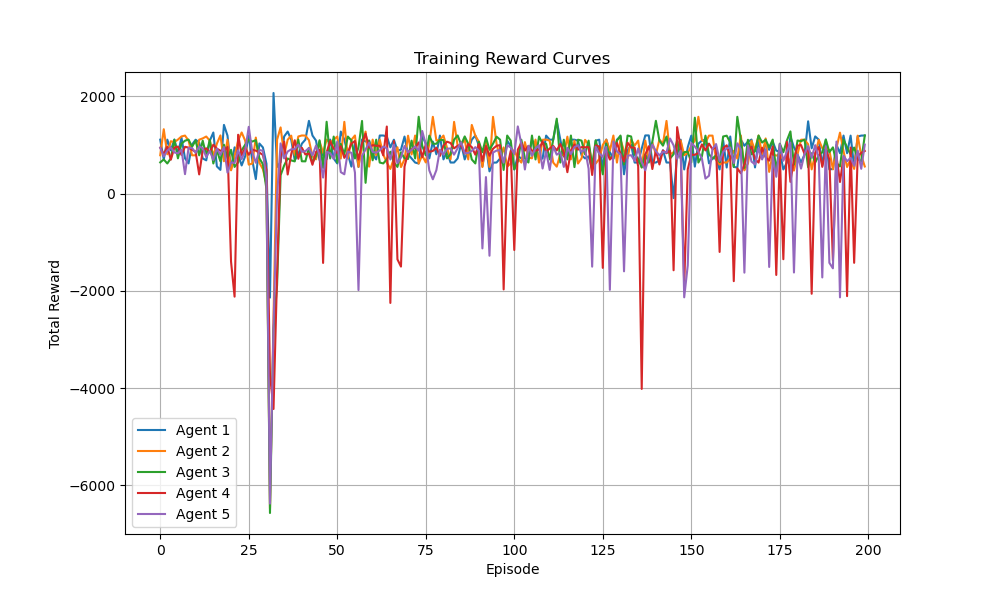 Training Reward Curves
Total Reward
2000
0
−2000
−4000
−6000
Agent 1
Agent 2
Agent 3
Agent 4
Agent 5
0 25 50 75 100 125 150 175 200
Episode